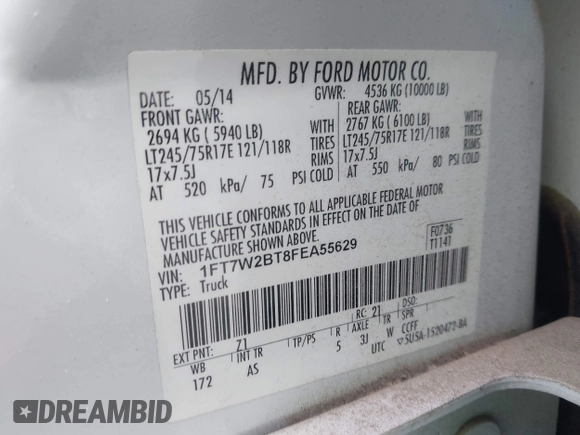 MFD. BY FORD MOTOR CO.
DATE: 05/14 GVWR: 4536 KG (10000 LB)
FRONT GAWR: REAR GAWR:
2694 KG ( 5940 LB) WITH 2767 KG ( 6100 LB) WITH
LT245/75R17E 121/118R TIRES LT245/75R17E 121/118R TIRES
17x7.5J RIMS 17x7.5J RIMS
AT 520 kPa/ 75 PSI COLD AT 550 kPa/ 80 PSI COLD
THIS VEHICLE CONFORMS TO ALL APPLICABLE FEDERAL MOTOR
VEHICLE SAFETY STANDARDS IN EFFECT ON THE DATE OF
MANUFACTURE SHOWN ABOVE.
VIN: 1FT7W2BT8FEA55629 F0736
TYPE: Truck T114T
EXT PNT: Z1 RC: 21 DSO:
WB INT TR TP/PS R AXLE TR SPR
172 AS 5 3J W CCFF
UTC ▽5U5A-1520472-BA
DREAMBID